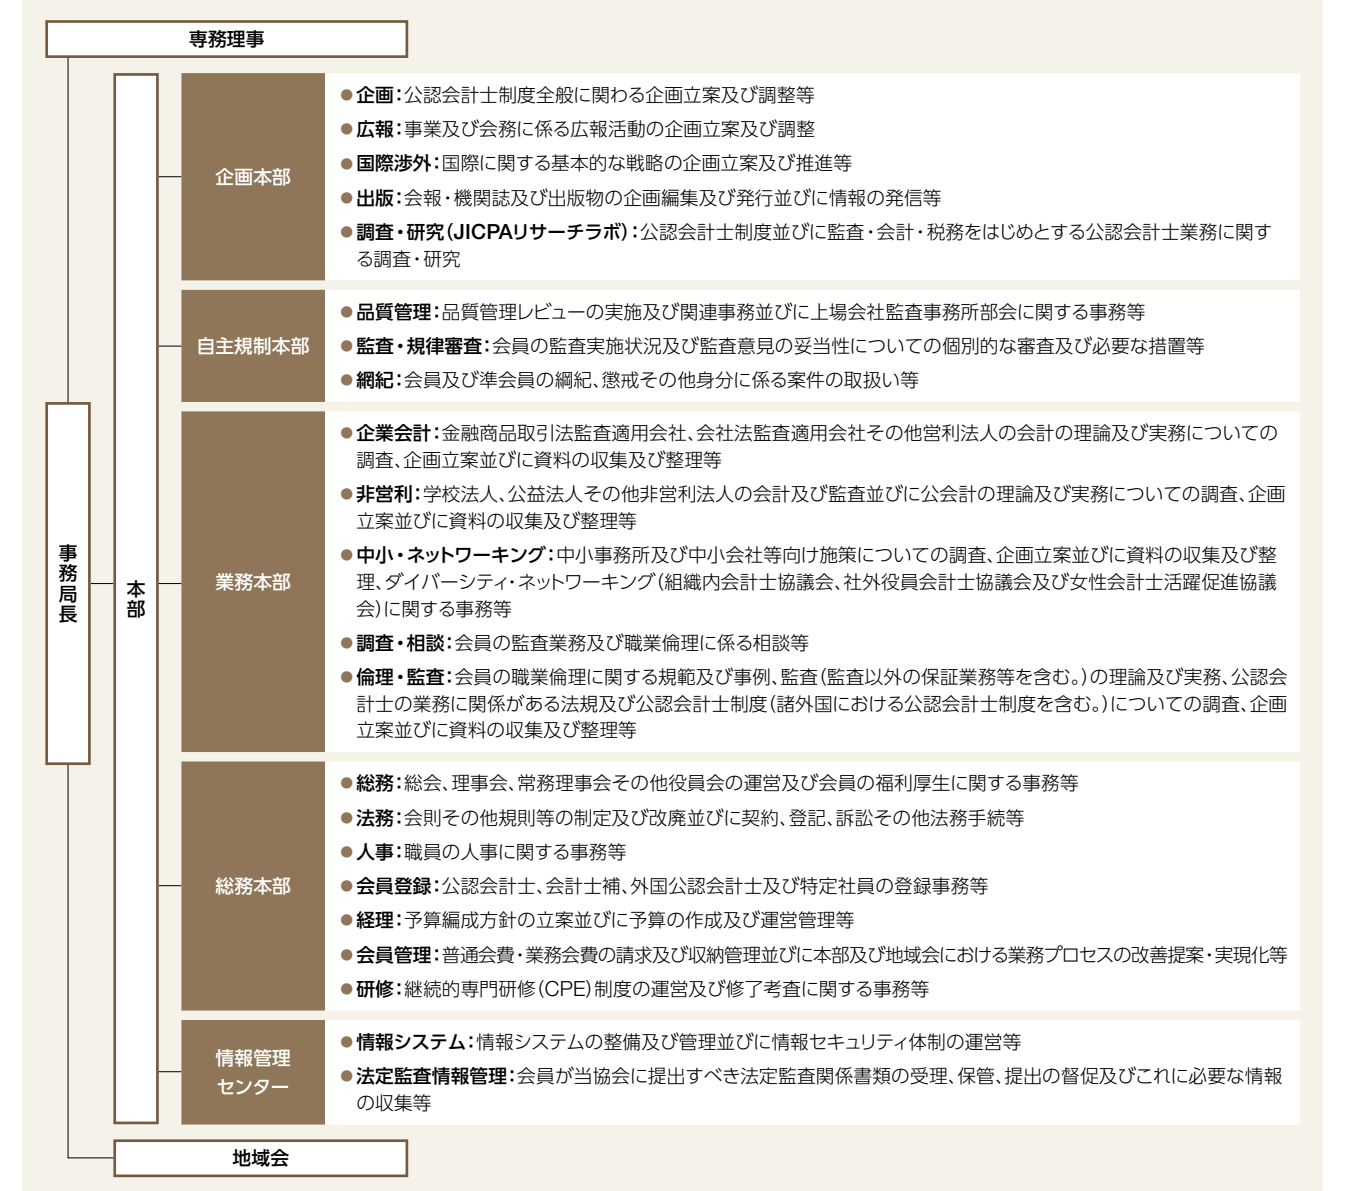 専務理事
事務局長
本部
企画本部
●企画：公認会計士制度全般に関わる企画立案及び調整等
●広報：事業及び会務に係る広報活動の企画立案及び調整
●国際渉外：国際に関する基本的な戦略の企画立案及び推進等
●出版：会報・機関誌及び出版物の企画編集及び発行並びに情報の発信等
●調査・研究（JICPAリサーチラボ）：公認会計士制度並びに監査・会計・税務をはじめとする公認会計士業務に関す
る調査・研究
自主規制本部
●品質管理：品質管理レビューの実施及び関連事務並びに上場会社監査事務所部会に関する事務等
●監査・規律審査：会員の監査実施状況及び監査意見の妥当性についての個別的な審査及び必要な措置等
●綱紀：会員及び準会員の綱紀、懲戒その他身分に係る案件の取扱い等
業務本部
●企業会計：金融商品取引法監査適用会社、会社法監査適用会社その他営利法人の会計の理論及び実務についての
調査、企画立案並びに資料の収集及び整理等
●非営利：学校法人、公益法人その他非営利法人の会計及び監査並びに公会計の理論及び実務についての調査、企画
立案並びに資料の収集及び整理等
●中小・ネットワーキング：中小事務所及び中小会社等向け施策についての調査、企画立案並びに資料の収集及び整
理、ダイバーシティ・ネットワーキング（組織内会計士協議会、社外役員会計士協議会及び女性会計士活躍促進協議
会）に関する事務等
●調査・相談：会員の監査業務及び職業倫理に係る相談等
●倫理・監査：会員の職業倫理に関する規範及び事例、監査（監査以外の保証業務等を含む。）の理論及び実務、公認会
計士の業務に関係がある法規及び公認会計士制度（諸外国における公認会計士制度を含む。）についての調査、企画
立案並びに資料の収集及び整理等
総務本部
●総務：総会、理事会、常務理事会その他役員会の運営及び会員の福利厚生に関する事務等
●法務：会則その他規則等の制定及び改廃並びに契約、登記、訴訟その他法務手続等
●人事：職員の人事に関する事務等
●会員登録：公認会計士、会計士補、外国公認会計士及び特定社員の登録事務等
●経理：予算編成方針の立案並びに予算の作成及び運営管理等
●会員管理：普通会費・業務会費の請求及び収納管理並びに本部及び地域会における業務プロセスの改善提案・実現化等
●研修：継続的専門研修（CPE）制度の運営及び修了考査に関する事務等
情報管理
センター
●情報システム：情報システムの整備及び管理並びに情報セキュリティ体制の運営等
●法定監査情報管理：会員が当協会に提出すべき法定監査関係書類の受理、保管、提出の督促及びこれに必要な情報
の収集等
地域会